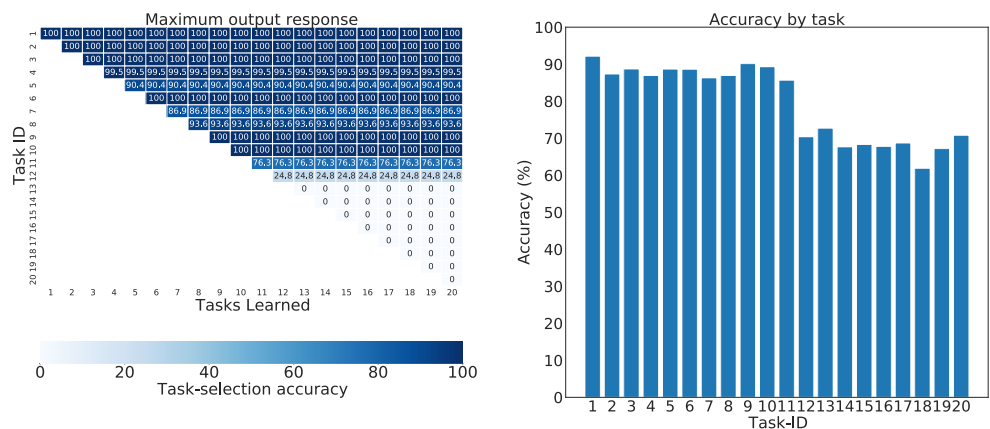 Maximum output response
1 100 100 100 100 100 100 100 100 100 100 100 100 100 100 100 100 100 100 100 100
2 100 100 100 100 100 100 100 100 100 100 100 100 100 100 100 100 100 100 100
3 100 100 100 100 100 100 100 100 100 100 100 100 100 100 100 100 100 100
4 99.5 99.5 99.5 99.5 99.5 99.5 99.5 99.5 99.5 99.5 99.5 99.5 99.5 99.5 99.5 99.5 99.5
5 90.4 90.4 90.4 90.4 90.4 90.4 90.4 90.4 90.4 90.4 90.4 90.4 90.4 90.4 90.4 90.4
6 100 100 100 100 100 100 100 100 100 100 100 100 100 100 100
7 86.9 86.9 86.9 86.9 86.9 86.9 86.9 86.9 86.9 86.9 86.9 86.9 86.9 86.9
8 93.6 93.6 93.6 93.6 93.6 93.6 93.6 93.6 93.6 93.6 93.6 93.6 93.6
9 100 100 100 100 100 100 100 100 100 100 100 100
10 100 100 100 100 100 100 100 100 100 100 100
11 76.3 76.3 76.3 76.3 76.3 76.3 76.3 76.3 76.3 76.3
12 24.8 24.8 24.8 24.8 24.8 24.8 24.8 24.8 24.8
13 0 0 0 0 0 0 0 0
14 0 0 0 0 0 0 0
15 0 0 0 0 0 0
16 0 0 0 0 0
17 0 0 0 0
18 0 0 0
19 0 0
20 0
Task ID
1 2 3 4 5 6 7 8 9 10 11 12 13 14 15 16 17 18 19 20
Tasks Learned
0 20 40 60 80 100
Task-selection accuracy
Accuracy by task
100
90
80
70
60
50
40
30
20
10
0
Accuracy (%)
1 2 3 4 5 6 7 8 9 10 11 12 13 14 15 16 17 18 19 20
Task-ID